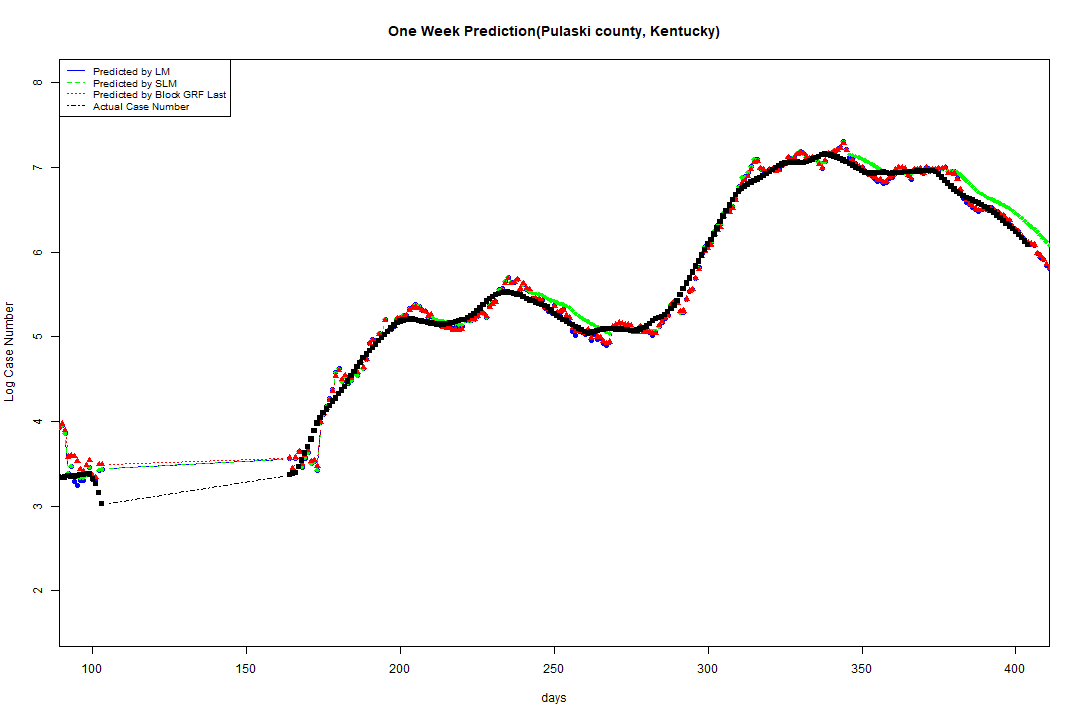 One Week Prediction(Pulaski county, Kentucky)
Predicted by LM
Predicted by SLM
Predicted by Block GRF Last
Actual Case Number
8
7
6
5
4
3
2
Log Case Number
100 150 200 250 300 350 400
days